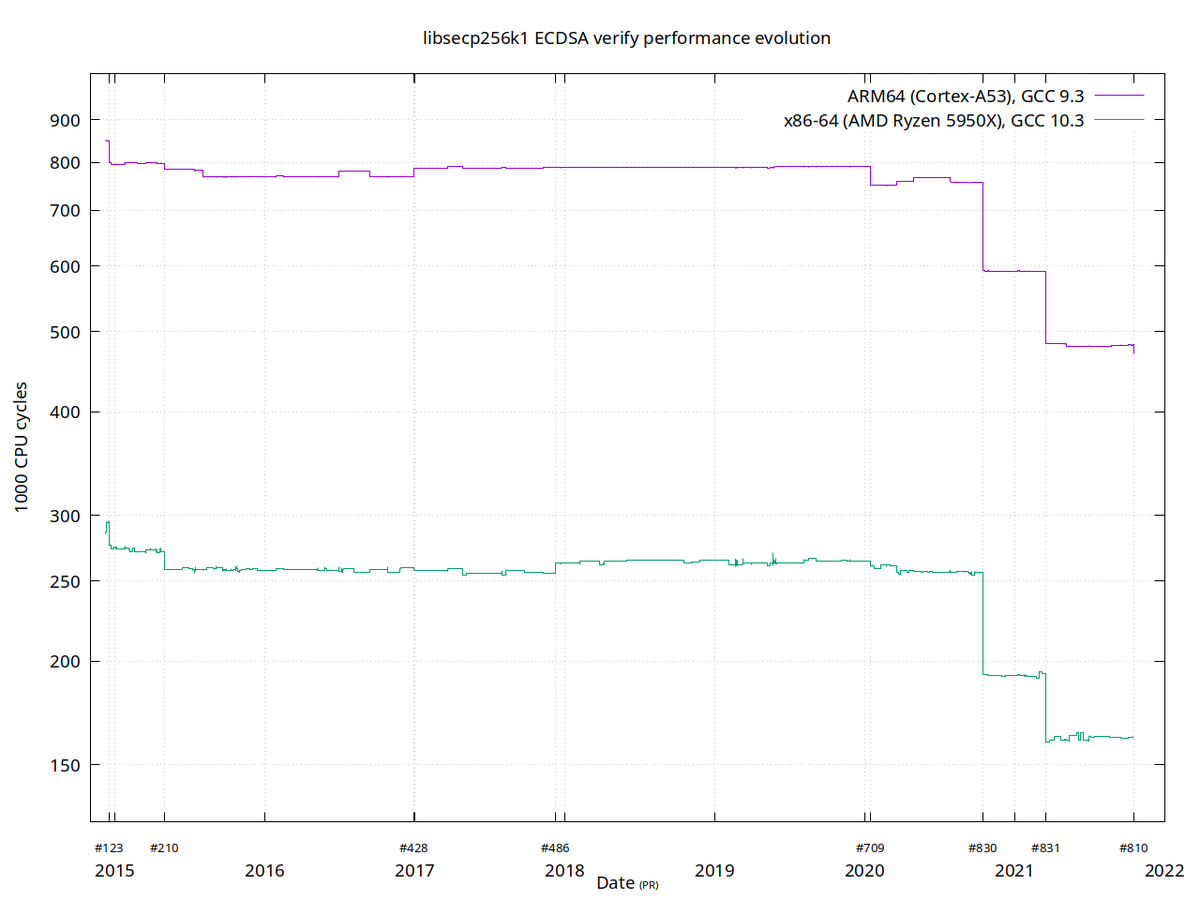 libsecp256k1 ECDSA verify performance evolution
ARM64 (Cortex-A53), GCC 9.3
x86-64 (AMD Ryzen 5950X), GCC 10.3
1000 CPU cycles
900
800
700
600
500
400
300
250
200
150
#123 #210 #428 #486 #709 #830 #831 #810
2015 2016 2017 2018 2019 2020 2021 2022
Date (PR)